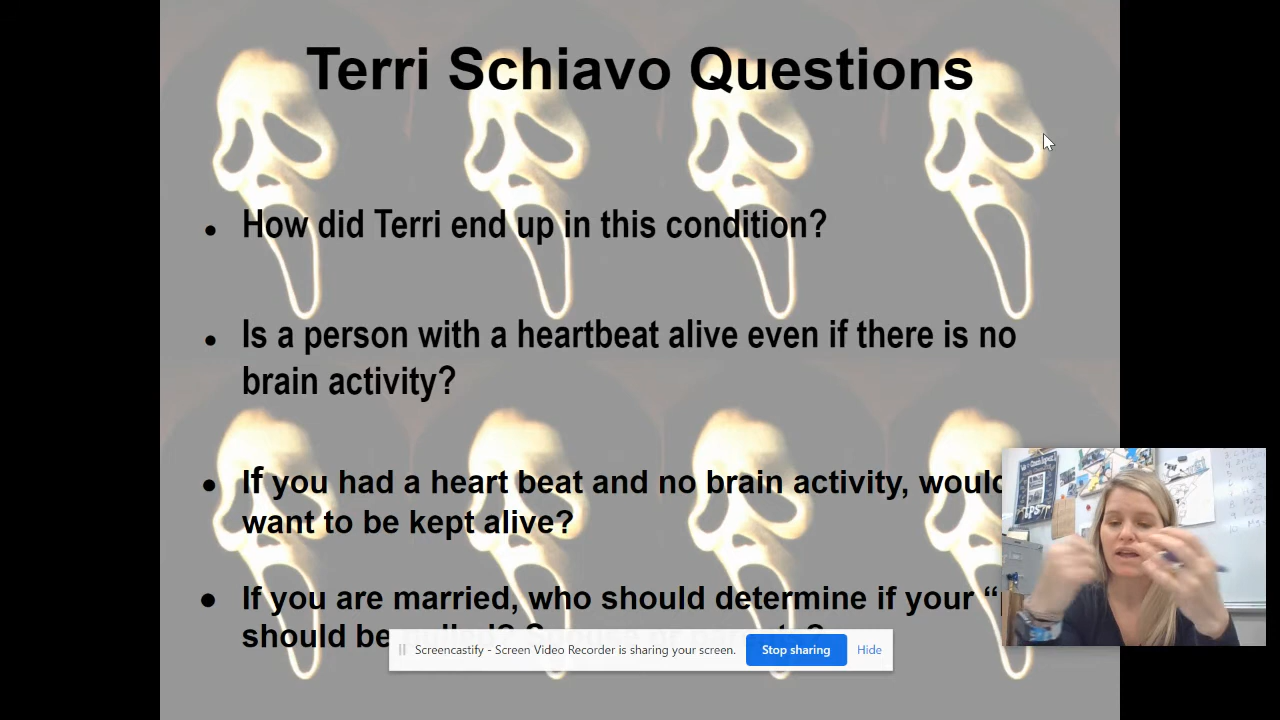 Terri Schiavo Questions
• How did Terri end up in this condition?
• Is a person with a heartbeat alive even if there is no
brain activity?
• If you had a heart beat and no brain activity, would
want to be kept alive?
• If you are married, who should determine if your “
should be
Screencastify - Screen Video Recorder is sharing your screen. Stop sharing Hide